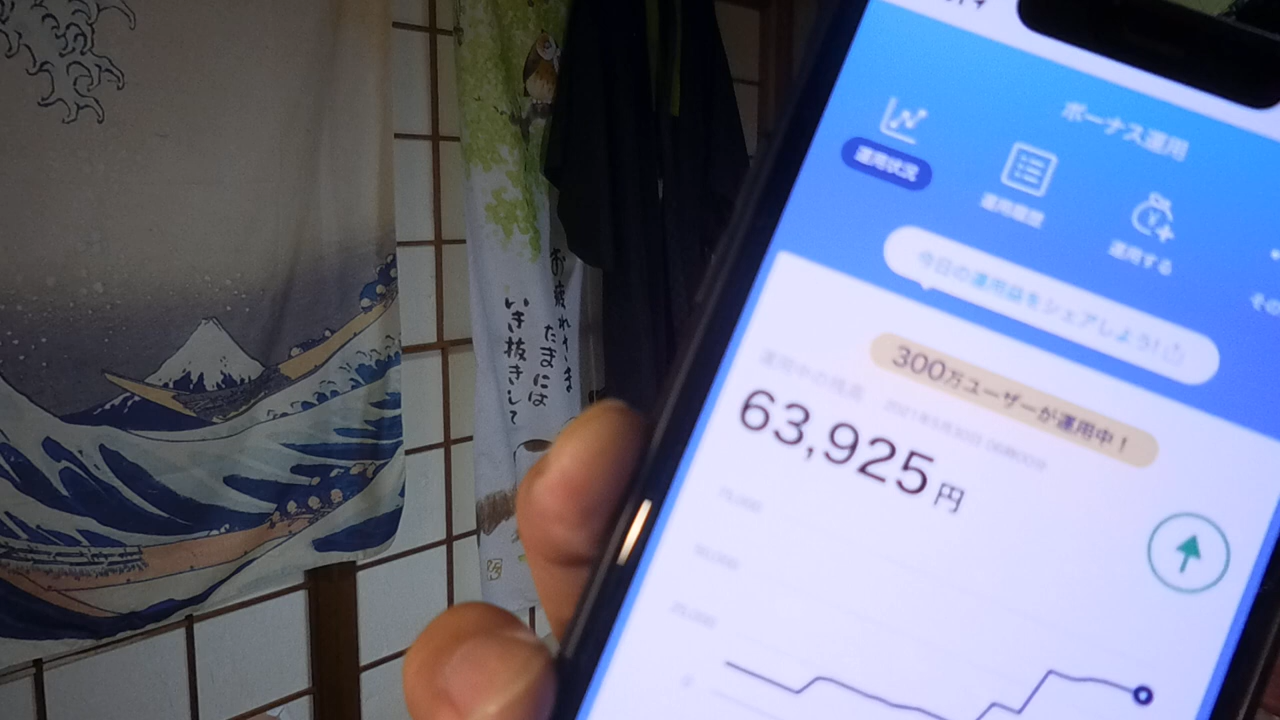 お疲れさま
たまには
いき抜きして
ボーナス運用
運用状況
運用履歴
運用する
今日の運用益をシェアしよう!
300万ユーザーが運用中!
運用中の残高
63,925円